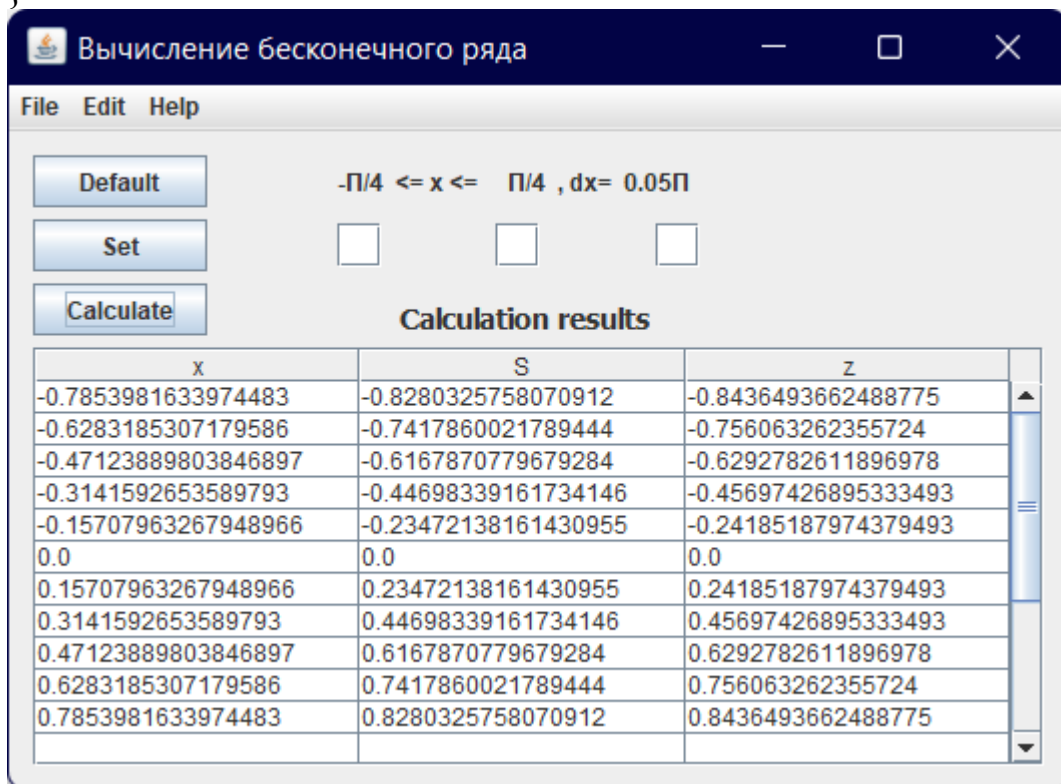 Вычисление бесконечного ряда
File Edit Help
Default -П/4 <= x <= П/4 , dx= 0.05П
Set
Calculate
Calculation results
x S z
-0.7853981633974483 -0.8280325758070912 -0.8436493662488775
-0.6283185307179586 -0.7417860021789444 -0.756063262355724
-0.47123889803846897 -0.6167870779679284 -0.6292782611896978
-0.3141592653589793 -0.44698339161734146 -0.45697426895333493
-0.15707963267948966 -0.23472138161430955 -0.24185187974379493
0.0 0.0 0.0
0.15707963267948966 0.23472138161430955 0.24185187974379493
0.3141592653589793 0.44698339161734146 0.45697426895333493
0.47123889803846897 0.6167870779679284 0.6292782611896978
0.6283185307179586 0.7417860021789444 0.756063262355724
0.7853981633974483 0.8280325758070912 0.8436493662488775